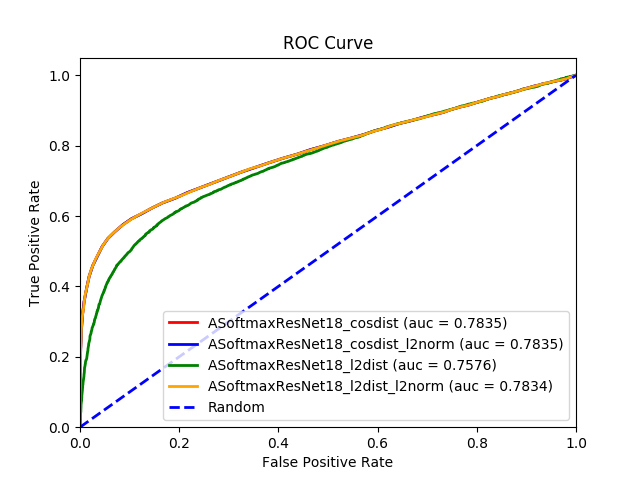 ROC Curve
True Positive Rate
1.0
0.8
0.6
0.4
0.2
0.0
ASoftmaxResNet18_cosdist (auc = 0.7835)
ASoftmaxResNet18_cosdist_l2norm (auc = 0.7835)
ASoftmaxResNet18_l2dist (auc = 0.7576)
ASoftmaxResNet18_l2dist_l2norm (auc = 0.7834)
Random
0.0 0.2 0.4 0.6 0.8 1.0
False Positive Rate